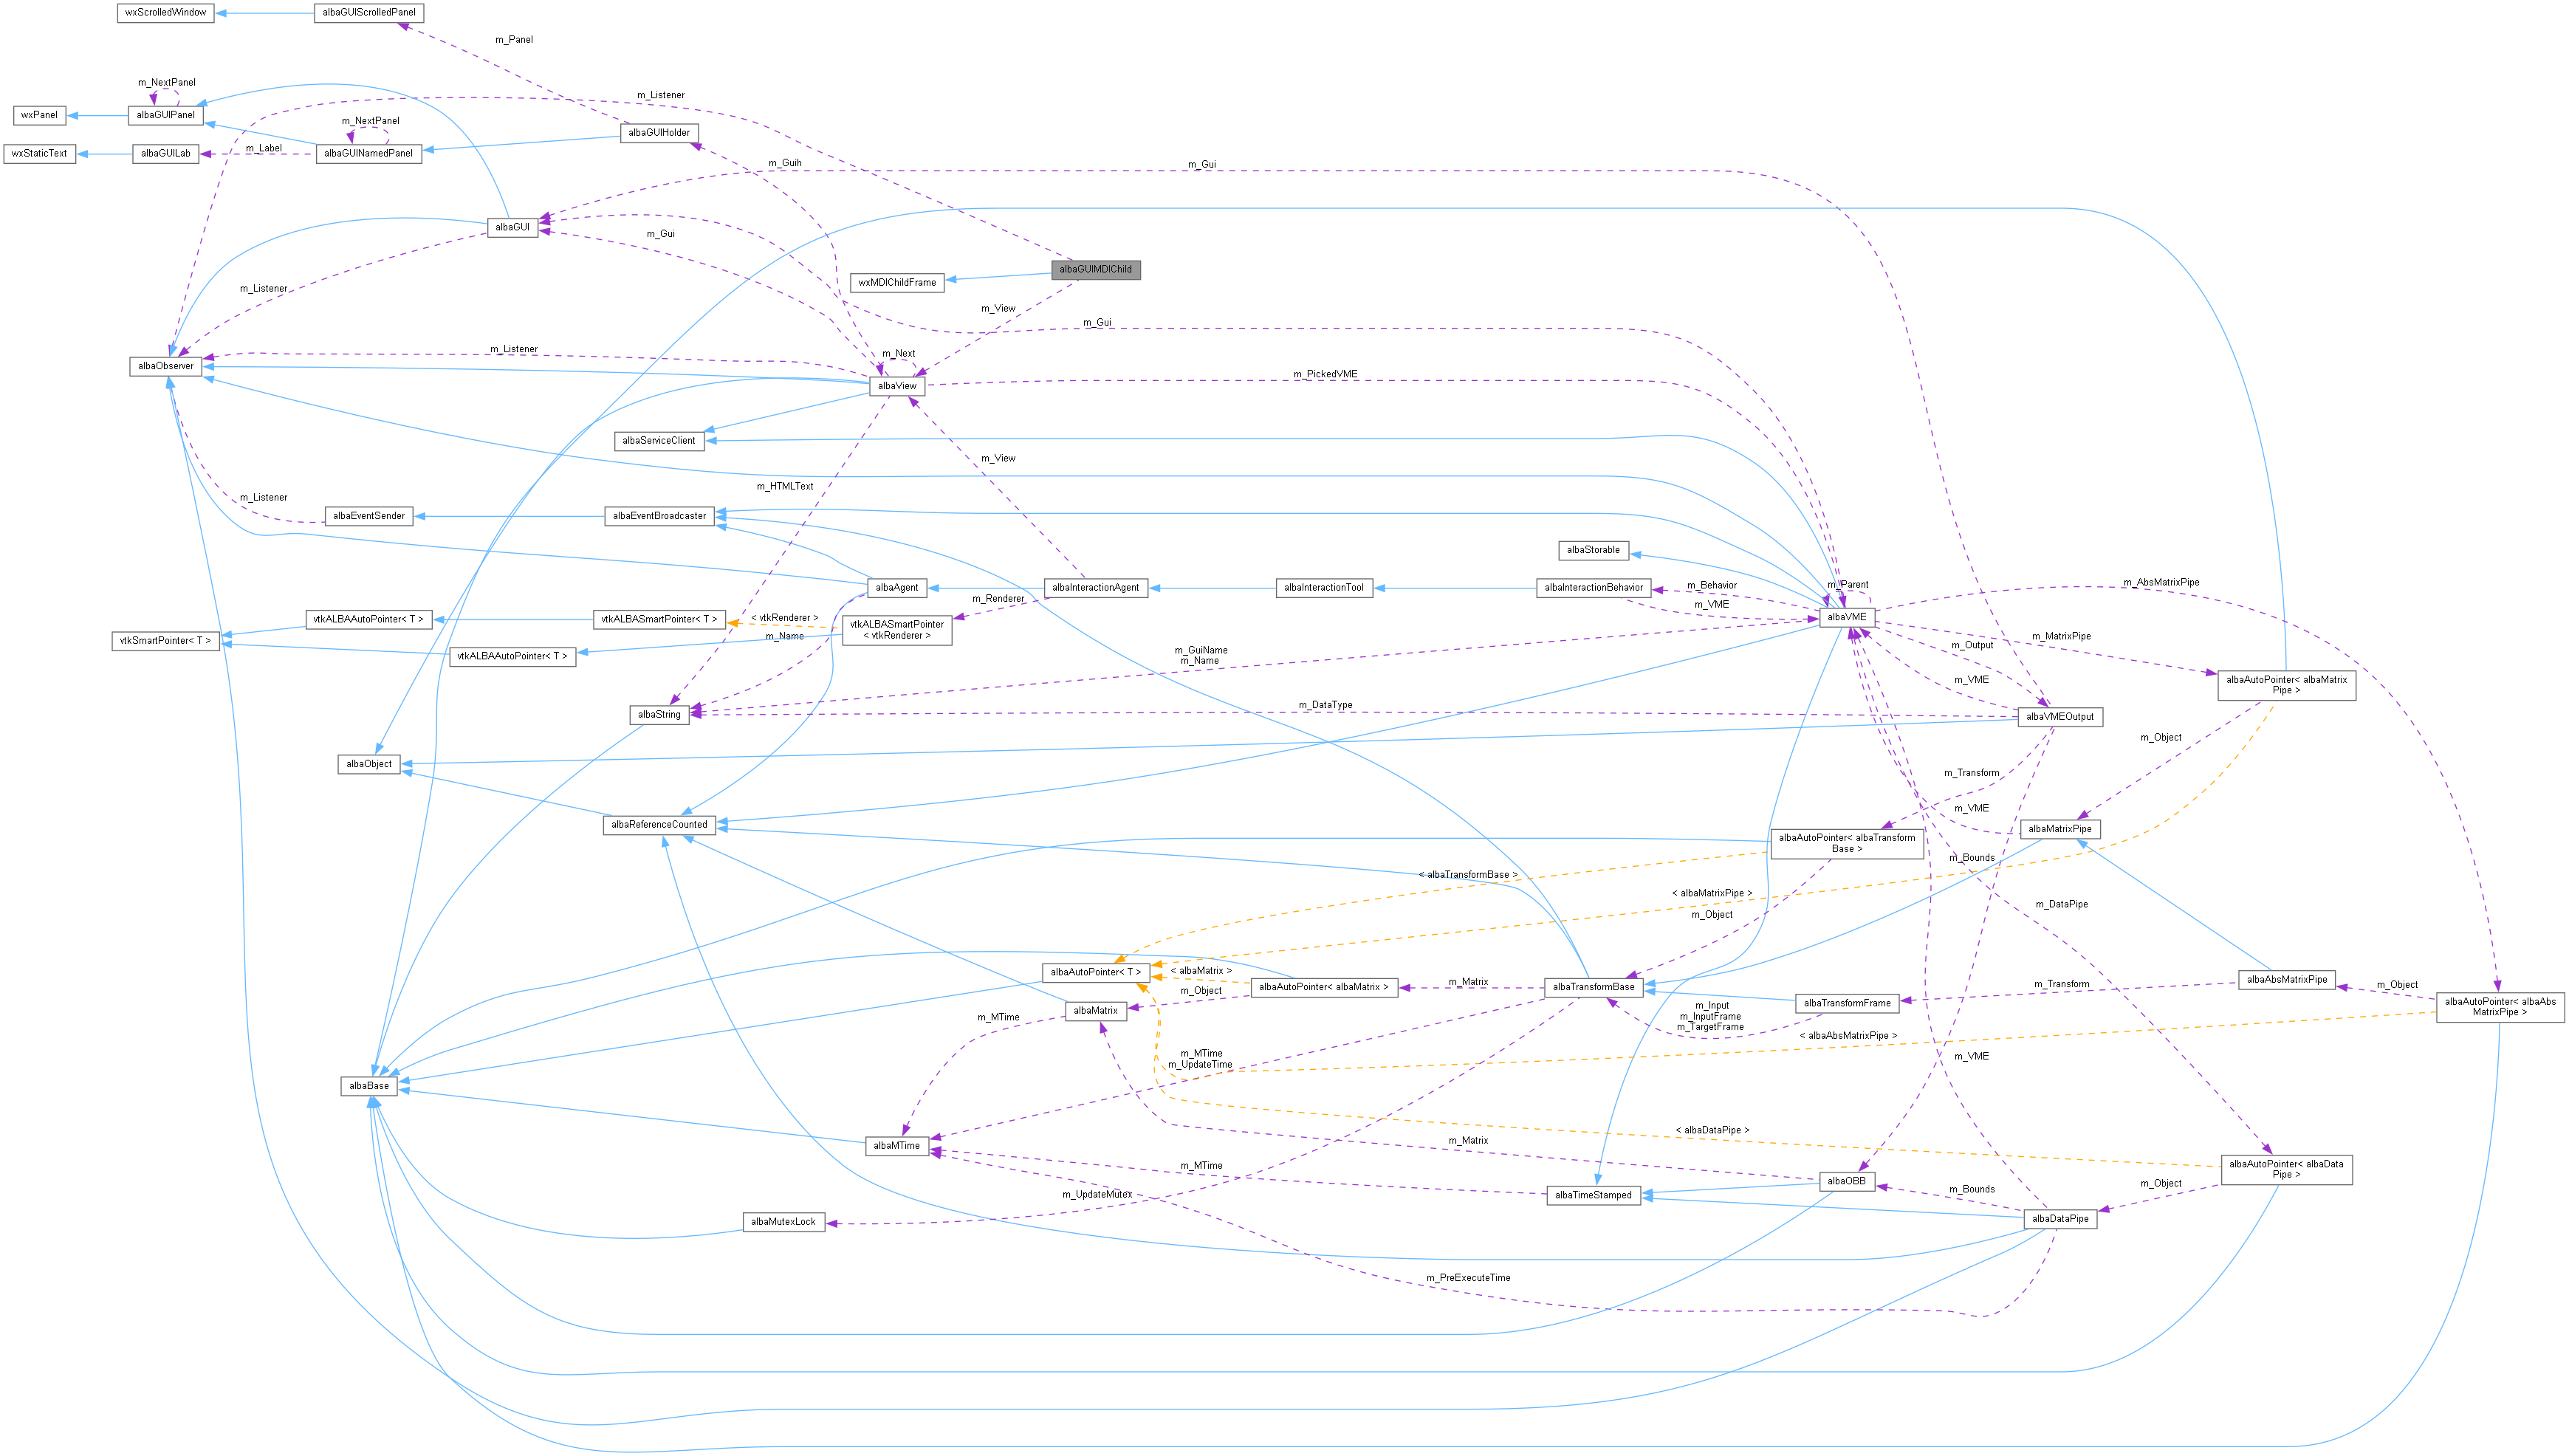 wxScrolledWindow
albaGUIScrolledPanel
m_Panel
m_NextPanel
m_Listener
wxPanel
albaGUIPanel
m_NextPanel
albaGUIHolder
wxStaticText
albaGUILab
m_Label
albaGUINamedPanel
m_Guih
m_Gui
albaGUI
m_Gui
albaGUIMDIChild
wxMDIChildFrame
m_Listener
m_View
m_Gui
m_Listener
m_Next
albaObserver
albaView
m_PickedVME
albaServiceClient
m_View
m_HTMLText
m_Listener
albaEventSender
albaEventBroadcaster
albaStorable
m_AbsMatrixPipe
albaAgent
albaInteractionAgent
albaInteractionTool
albaInteractionBehavior
m_Behavior
m_Parent
m_Renderer
m_VME
vtkALBAAutoPointer< T >
vtkALBASmartPointer< T >
< vtkRenderer >
vtkALBASmartPointer
< vtkRenderer >
albaVME
vtkSmartPointer< T >
m_Name
m_MatrixPipe
vtkALBAAutoPointer< T >
m_GuiName
m_Name
m_Output
m_VME
albaAutoPointer< albaMatrix
Pipe >
m_DataType
albaString
albaVMEOutput
m_Object
albaObject
m_Transform
m_VME
albaReferenceCounted
albaMatrixPipe
albaAutoPointer< albaTransform
Base >
m_Bounds
< albaTransformBase >
< albaMatrixPipe >
m_DataPipe
m_Object
albaAutoPointer< T >
< albaMatrix >
albaAutoPointer< albaMatrix >
m_Matrix
albaTransformBase
albaAbsMatrixPipe
m_Transform
m_Object
m_Object
albaMatrix
m_MTime
m_Input
m_InputFrame
m_TargetFrame
albaTransformFrame
albaAutoPointer< albaAbs
MatrixPipe >
< albaAbsMatrixPipe >
m_MTime
m_UpdateTime
m_VME
albaBase
< albaDataPipe >
albaMTime
m_Matrix
m_MTime
albaAutoPointer< albaData
Pipe >
albaOBB
m_UpdateMutex
albaTimeStamped
m_Bounds
m_Object
albaMutexLock
albaDataPipe
m_PreExecuteTime